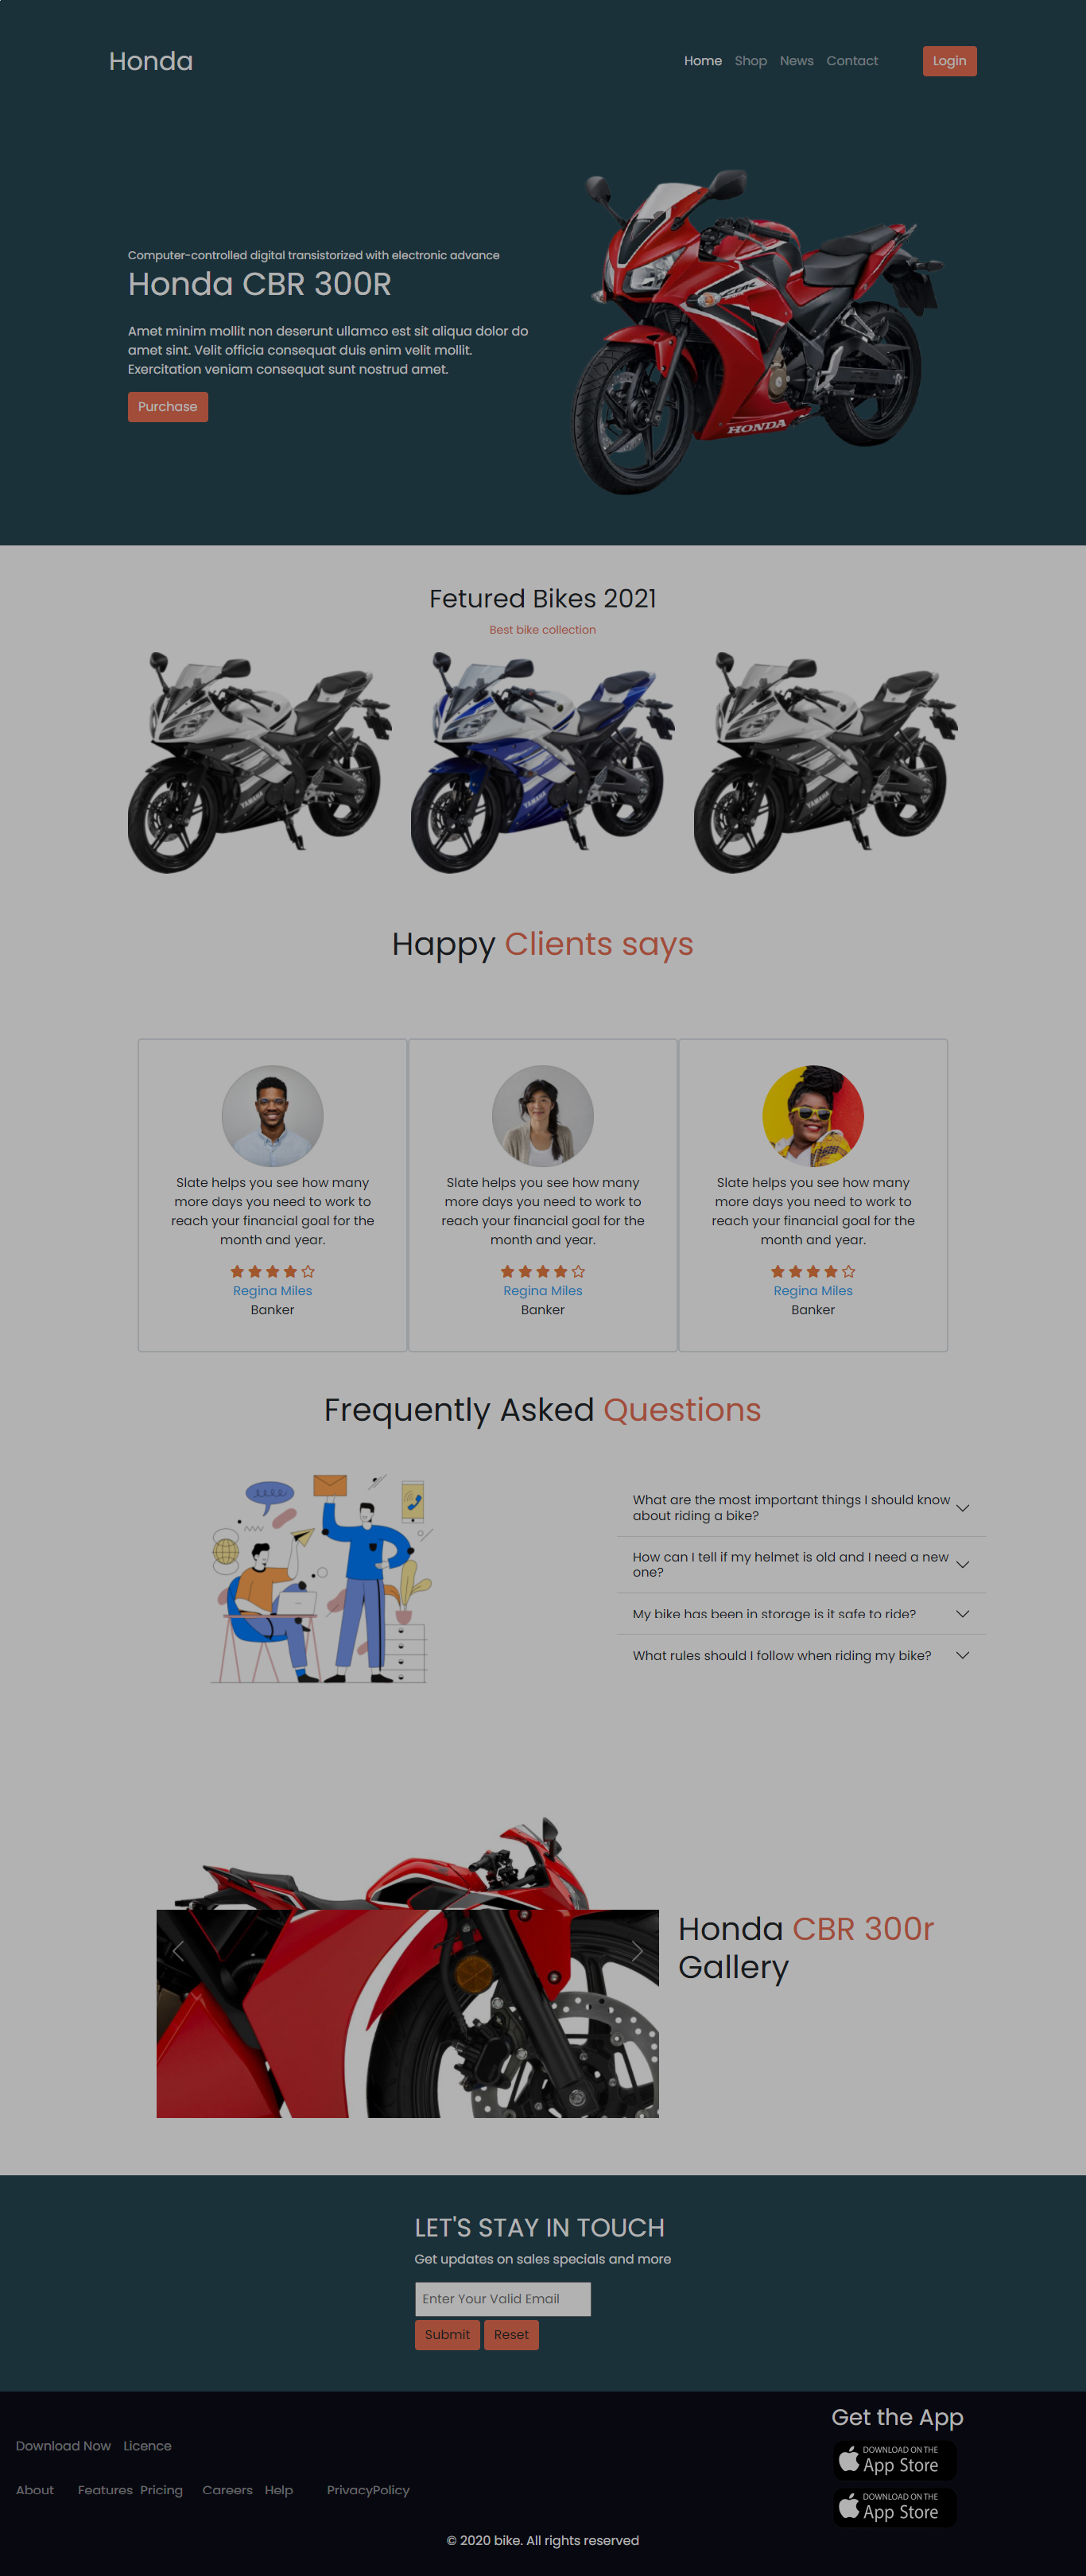 Honda
Home Shop News Contact Login
Computer-controlled digital transistorized with electronic advance
Honda CBR 300R
Amet minim mollit non deserunt ullamco est sit aliqua dolor do
amet sint. Velit officia consequat duis enim velit mollit.
Exercitation veniam consequat sunt nostrud amet.
Purchase
CBR
HONDA
Fetured Bikes 2021
Best bike collection
YAMAHA
YAMAHA
YAMAHA
Happy Clients says
Slate helps you see how many
more days you need to work to
reach your financial goal for the
month and year.
Regina Miles
Banker
Slate helps you see how many
more days you need to work to
reach your financial goal for the
month and year.
Regina Miles
Banker
Slate helps you see how many
more days you need to work to
reach your financial goal for the
month and year.
Regina Miles
Banker
Frequently Asked Questions
What are the most important things I should know
about riding a bike?
How can I tell if my helmet is old and I need a new
one?
My bike has been in storage is it safe to ride?
What rules should I follow when riding my bike?
Honda CBR 300r
Gallery
LET'S STAY IN TOUCH
Get updates on sales specials and more
Enter Your Valid Email
Submit Reset
Get the App
Download Now Licence
DOWNLOAD ON THE
App Store
About Features Pricing Careers Help PrivacyPolicy
DOWNLOAD ON THE
App Store
© 2020 bike. All rights reserved